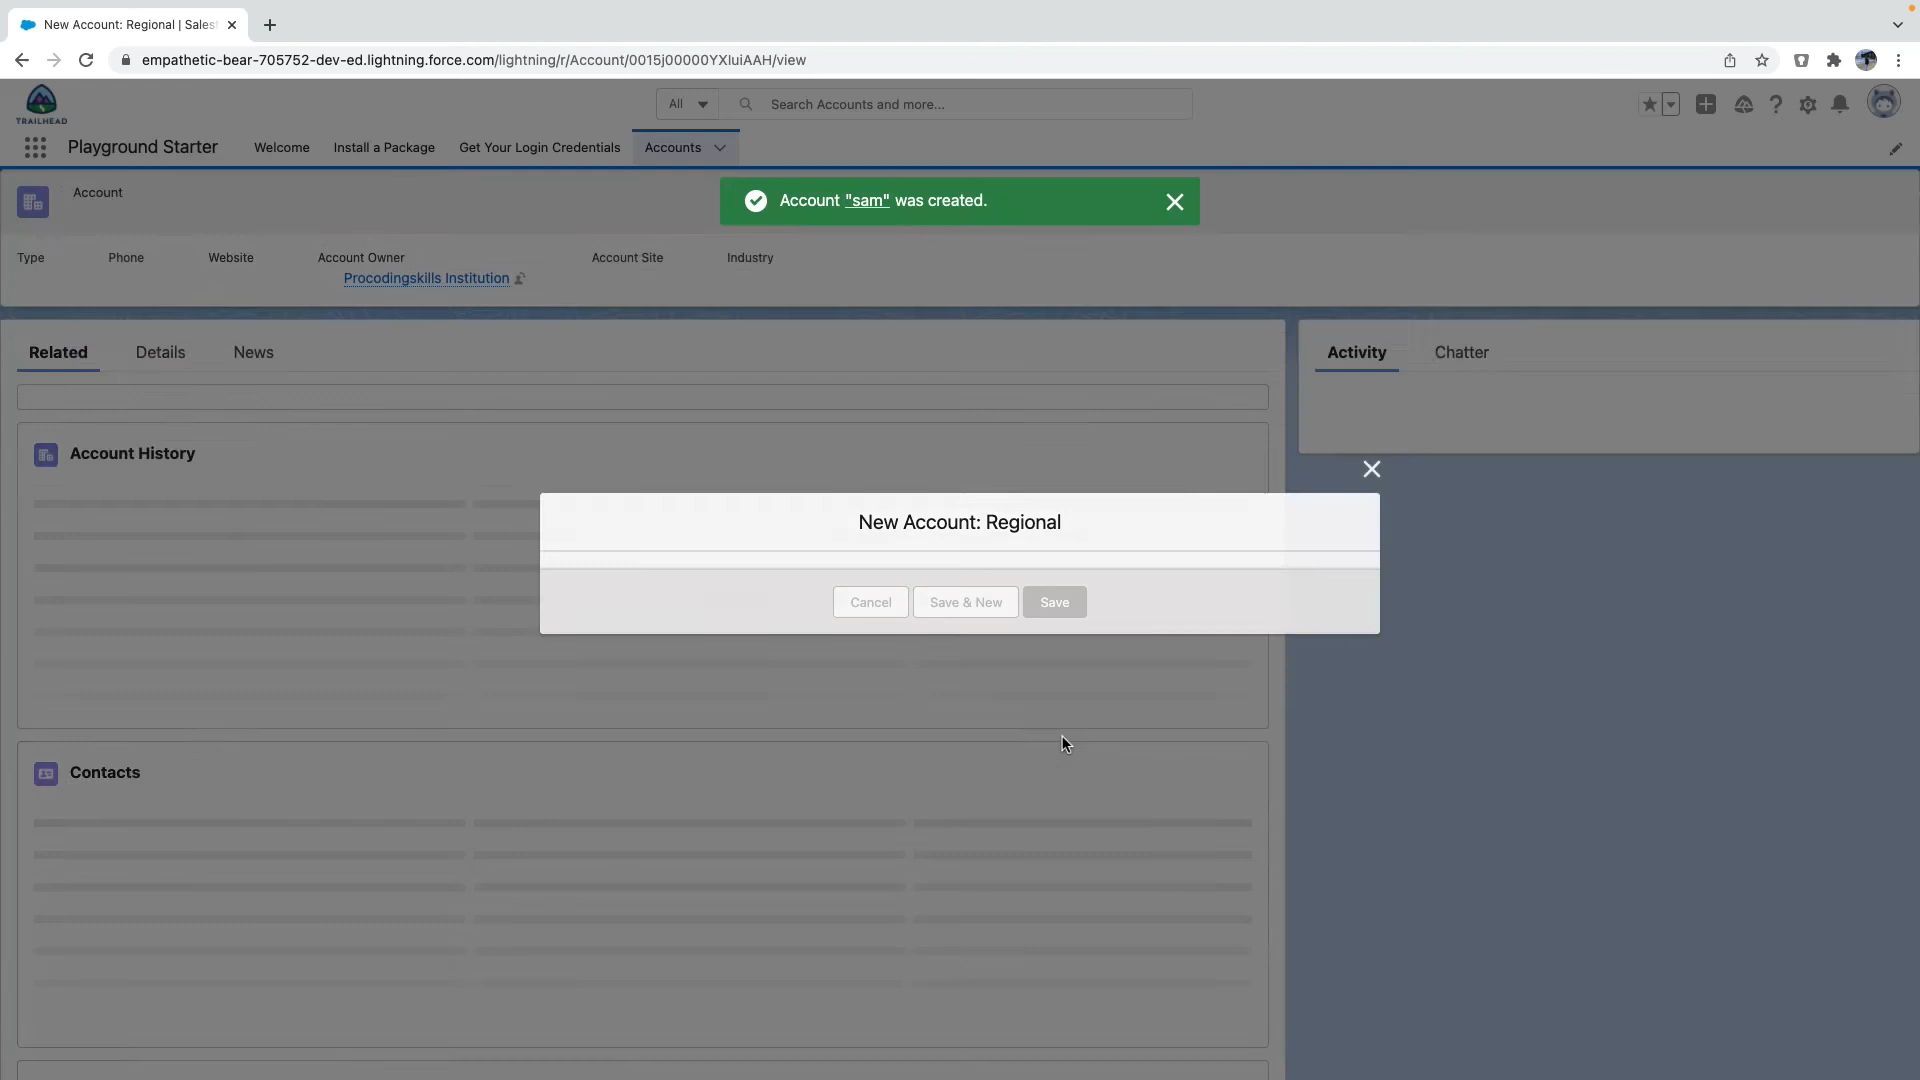 New Account: Regional | Sales
empathetic-bear-705752-dev-ed.lightning.force.com/lightning/r/Account/0015j00000YXluiAAH/view
TRAILHEAD
All
Search Accounts and more...
Playground Starter
Welcome
Install a Package
Get Your Login Credentials
Accounts
Account
Account "sam" was created.
Type
Phone
Website
Account Owner
Account Site
Industry
Procodingskills Institution
Related
Details
News
Activity
Chatter
Account History
New Account: Regional
Cancel
Save & New
Save
Contacts